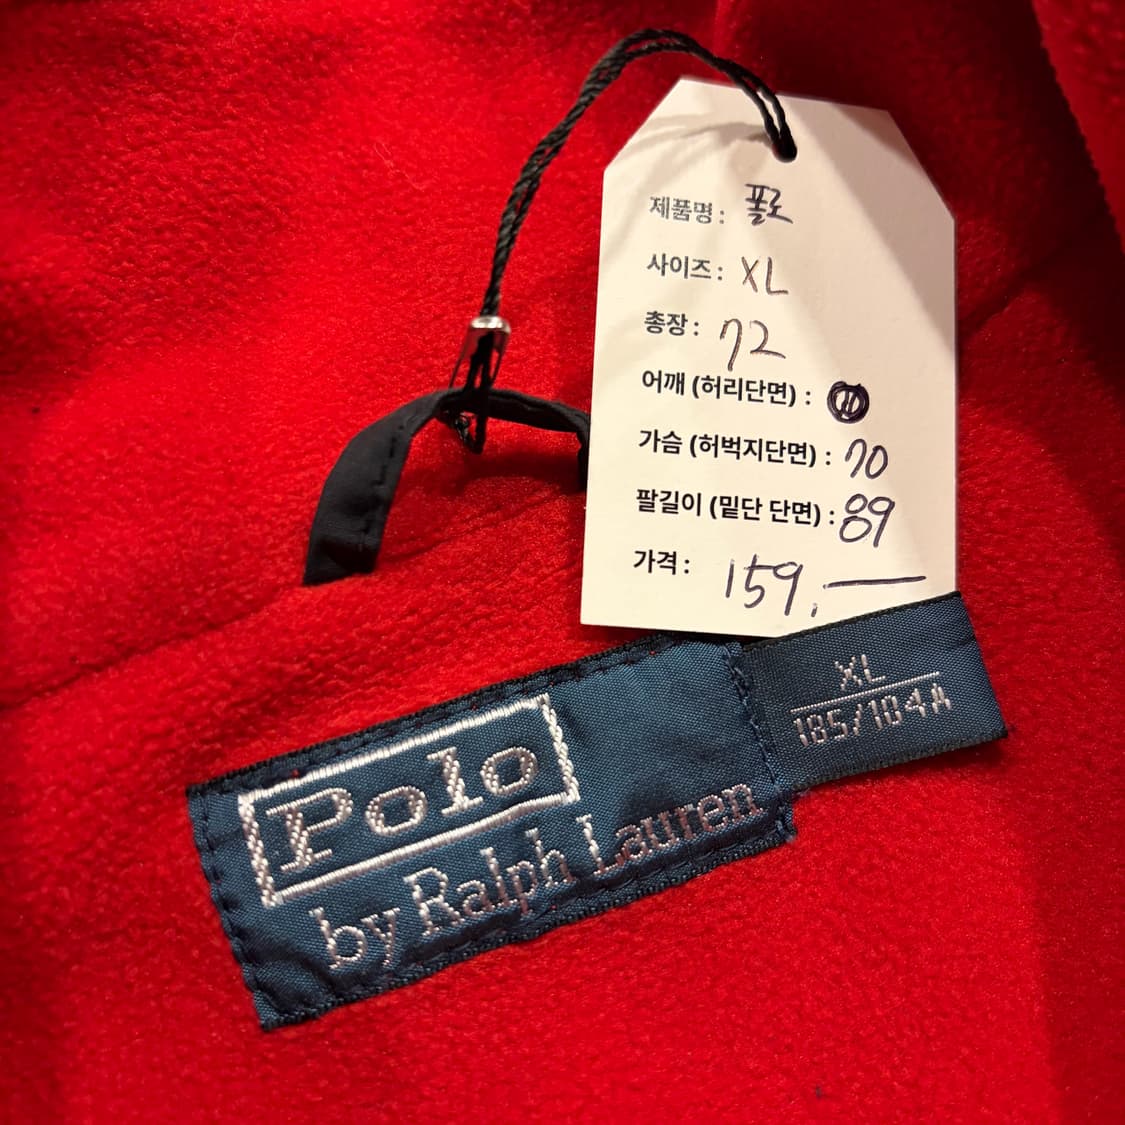 제품명 : 폴로
사이즈 : XL
총장 : 72
어깨 (허리단면) :
가슴 (허벅지단면) : 70
팔길이 (밑단 단면) : 89
가격 : 159.—
XL
185/104A
Polo
by Ralph Lauren